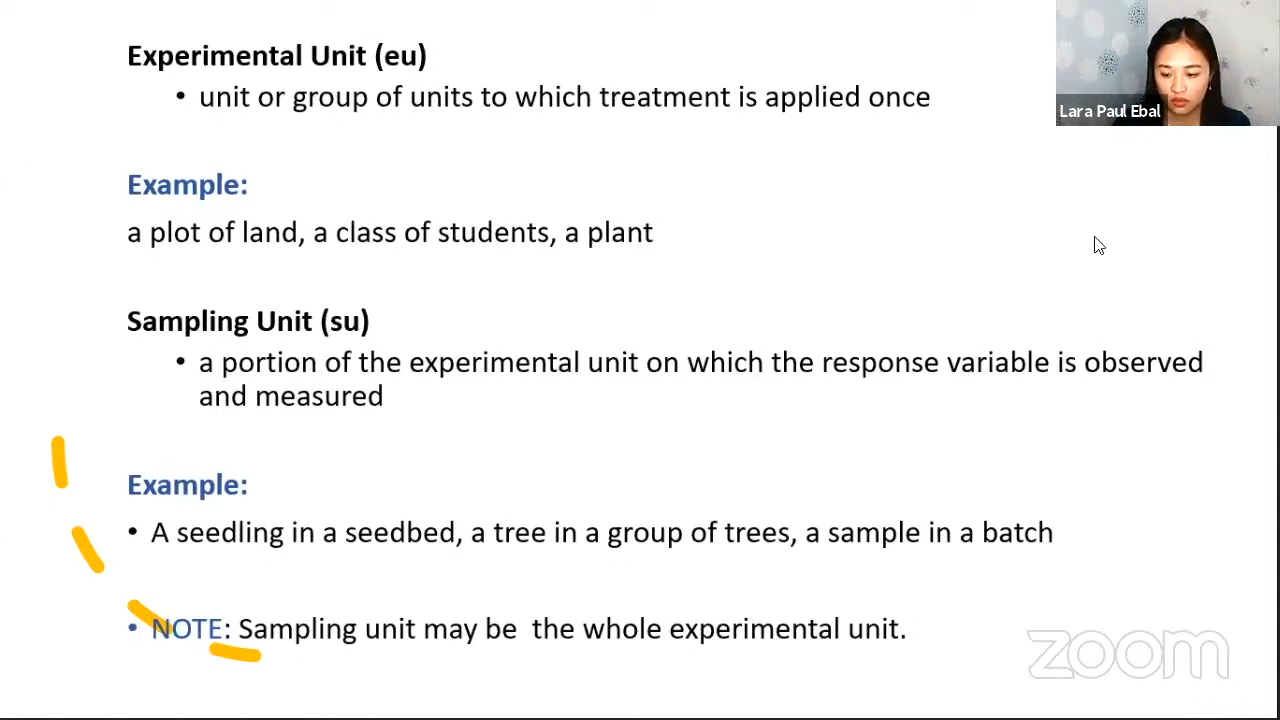 Experimental Unit (eu)
• unit or group of units to which treatment is applied once
Lara Paul Ebal
Example:
a plot of land, a class of students, a plant
Sampling Unit (su)
• a portion of the experimental unit on which the response variable is observed
and measured
Example:
• A seedling in a seedbed, a tree in a group of trees, a sample in a batch
• NOTE: Sampling unit may be the whole experimental unit.
zoom